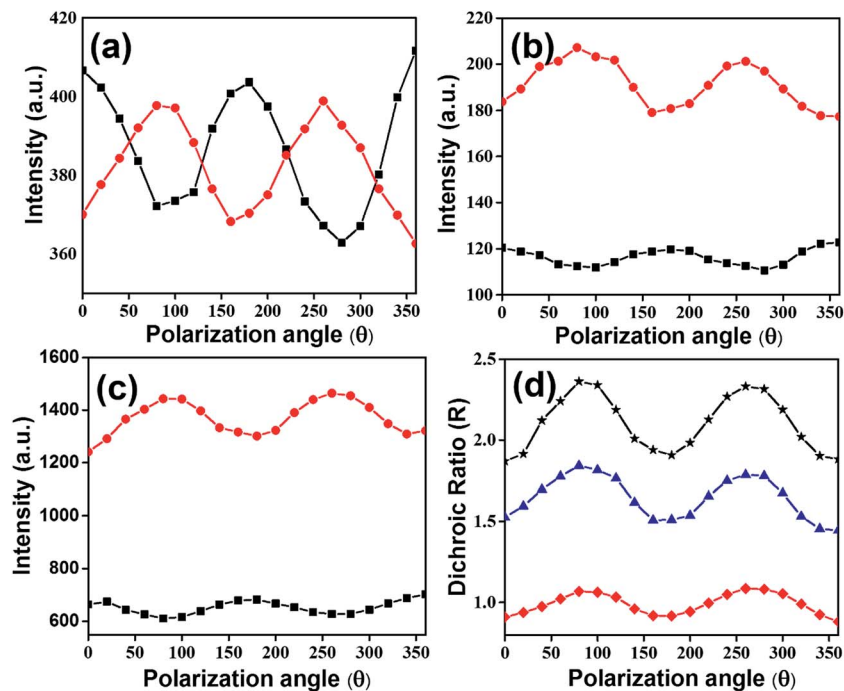 (a)
Intensity (a.u.)
420
400
380
360
0 50 100 150 200 250 300 350
Polarization angle (θ)
(b)
Intensity (a.u.)
220
200
180
160
140
120
100
0 50 100 150 200 250 300 350
Polarization angle (θ)
(c)
Intensity (a.u.)
1600
1400
1200
1000
800
600
0 50 100 150 200 250 300 350
Polarization angle (θ)
(d)
Dichroic Ratio (R)
2.5
2.0
1.5
1.0
0 50 100 150 200 250 300 350
Polarization angle (θ)